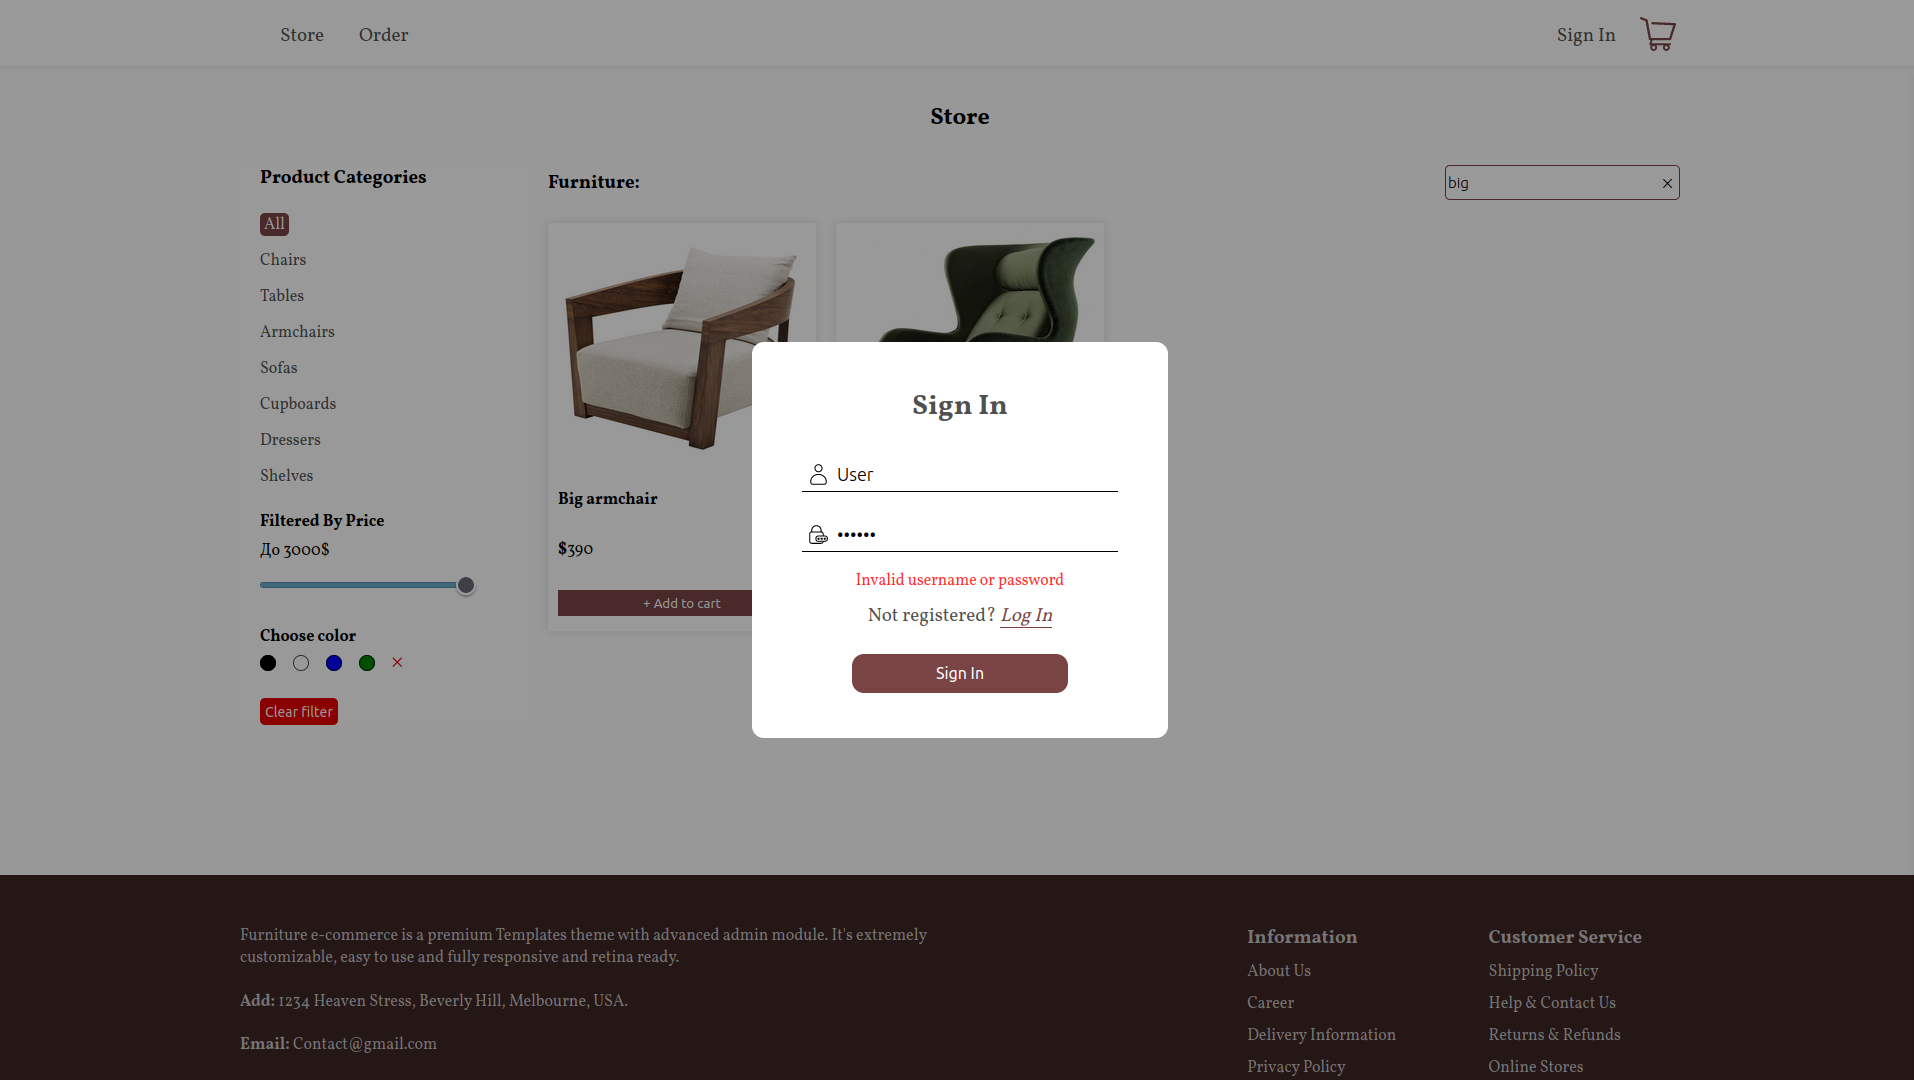 Store Order Sign In
Store
Product Categories
All
Chairs
Tables
Armchairs
Sofas
Cupboards
Dressers
Shelves
Filtered By Price
До 3000$
Choose color
Clear filter
Furniture:
big
Big armchair
$390
+ Add to cart
Sign In
User
••••••
Invalid username or password
Not registered? Log In
Sign In
Furniture e-commerce is a premium Templates theme with advanced admin module. It's extremely
customizable, easy to use and fully responsive and retina ready.
Add: 1234 Heaven Stress, Beverly Hill, Melbourne, USA.
Email: Contact@gmail.com
Information
About Us
Career
Delivery Information
Privacy Policy
Customer Service
Shipping Policy
Help & Contact Us
Returns & Refunds
Online Stores